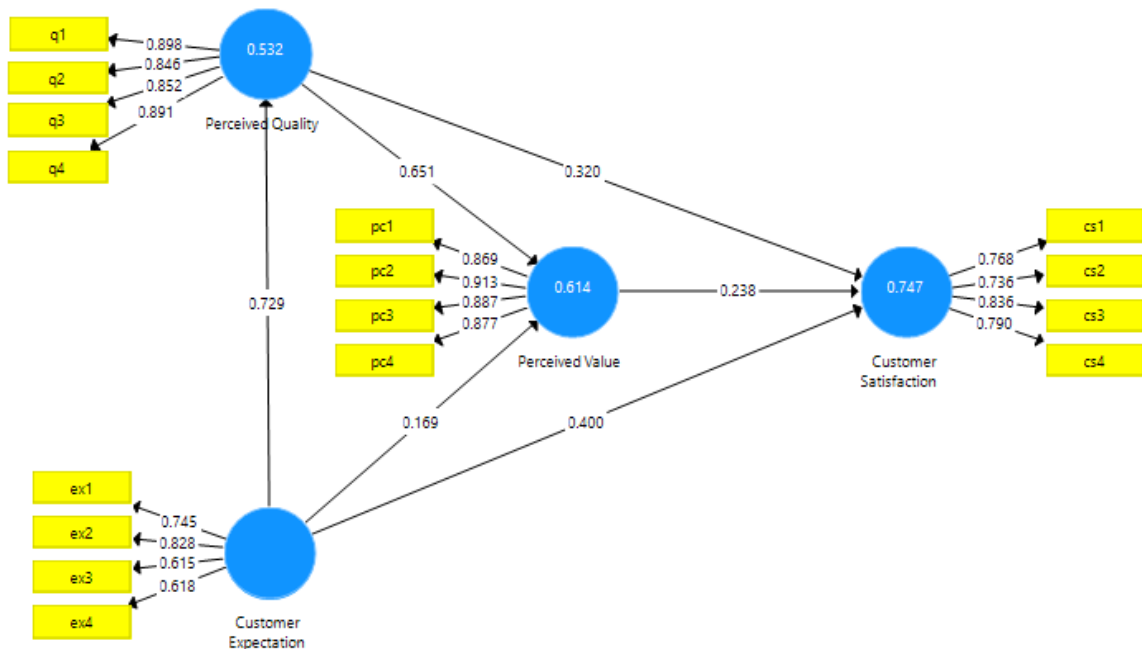 q1
q2
q3
q4
0.898
0.846
0.852
0.891
0.532
Perceived Quality
0.651
0.320
0.729
pc1
pc2
pc3
pc4
0.869
0.913
0.887
0.877
0.614
Perceived Value
0.238
0.747
Customer
Satisfaction
0.768
0.736
0.836
0.790
cs1
cs2
cs3
cs4
0.169
0.400
ex1
ex2
ex3
ex4
0.745
0.828
0.615
0.618
Customer
Expectation